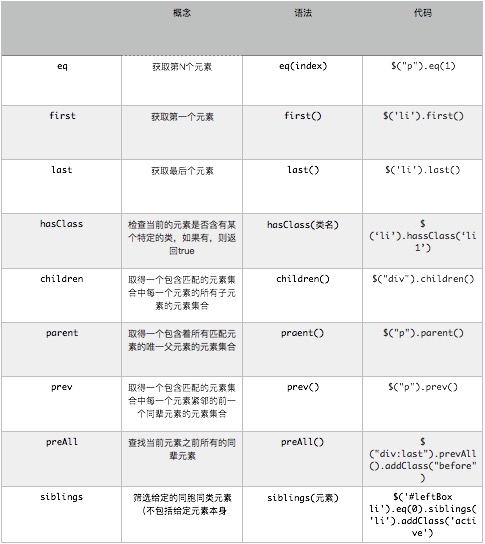 概念 语法 代码
eq 获取第N个元素 eq(index) $("p").eq(1)
first 获取第一个元素 first() $('li').first()
last 获取最后个元素 last() $('li').last()
hasClass 检查当前的元素是否含有某 hasClass(类名) $
个特定的类，如果有，则返 (‘li’).hassClass(‘li
回true 1’)
children 取得一个包含匹配的元素集 children() $("div").children()
合中每一个元素的所有子元
素的元素集合
parent 取得一个包含着所有匹配元 praent() $("p").parent()
素的唯一父元素的元素集合
prev 取得一个包含匹配的元素集 prev() $("p").prev()
合中每一个元素紧邻的前一
个同辈元素的元素集合
preAll 查找当前元素之前所有的同 preAll() $
辈元素 ("div:last").prevAll
().addClass("before"
)
siblings 筛选给定的同胞同类元素 siblings(元素) $('#leftBox
（不包括给定元素本身 li').eq(0).siblings(
'li').addClass('acti
ve')